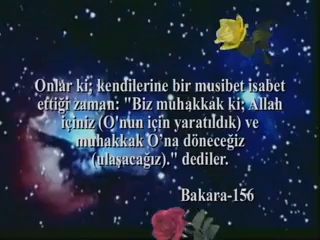 Onlar ki; kendilerine bir musibet isabet
ettiği zaman: "Biz muhakkak ki; Allah
içiniz (O'nun için yaratıldık) ve
muhakkak O'na döneceğiz
(ulaşacağız)." dediler.
Bakara-156